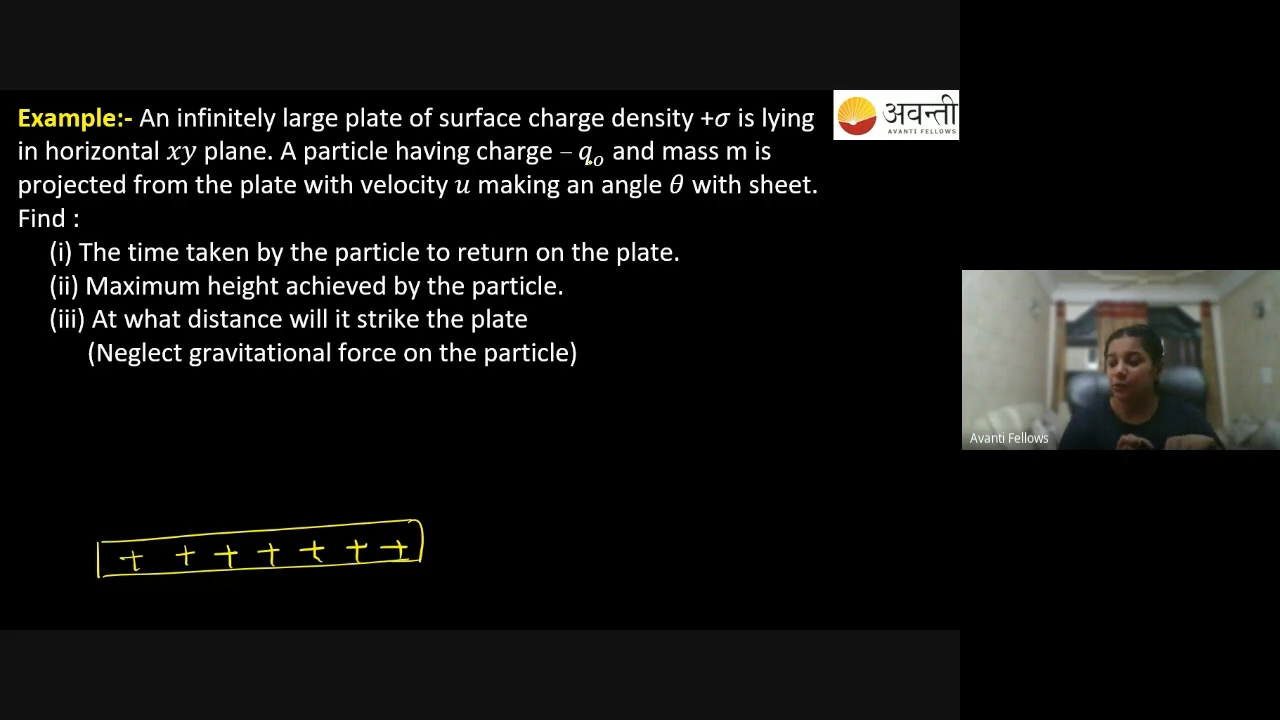 Example:- An infinitely large plate of surface charge density +σ is lying
in horizontal xy plane. A particle having charge – qₒ and mass m is
projected from the plate with velocity u making an angle θ with sheet.
Find :
(i) The time taken by the particle to return on the plate.
(ii) Maximum height achieved by the particle.
(iii) At what distance will it strike the plate
(Neglect gravitational force on the particle)
अवन्ती
AVANTI FELLOWS
Avanti Fellows
+ + + + + + +